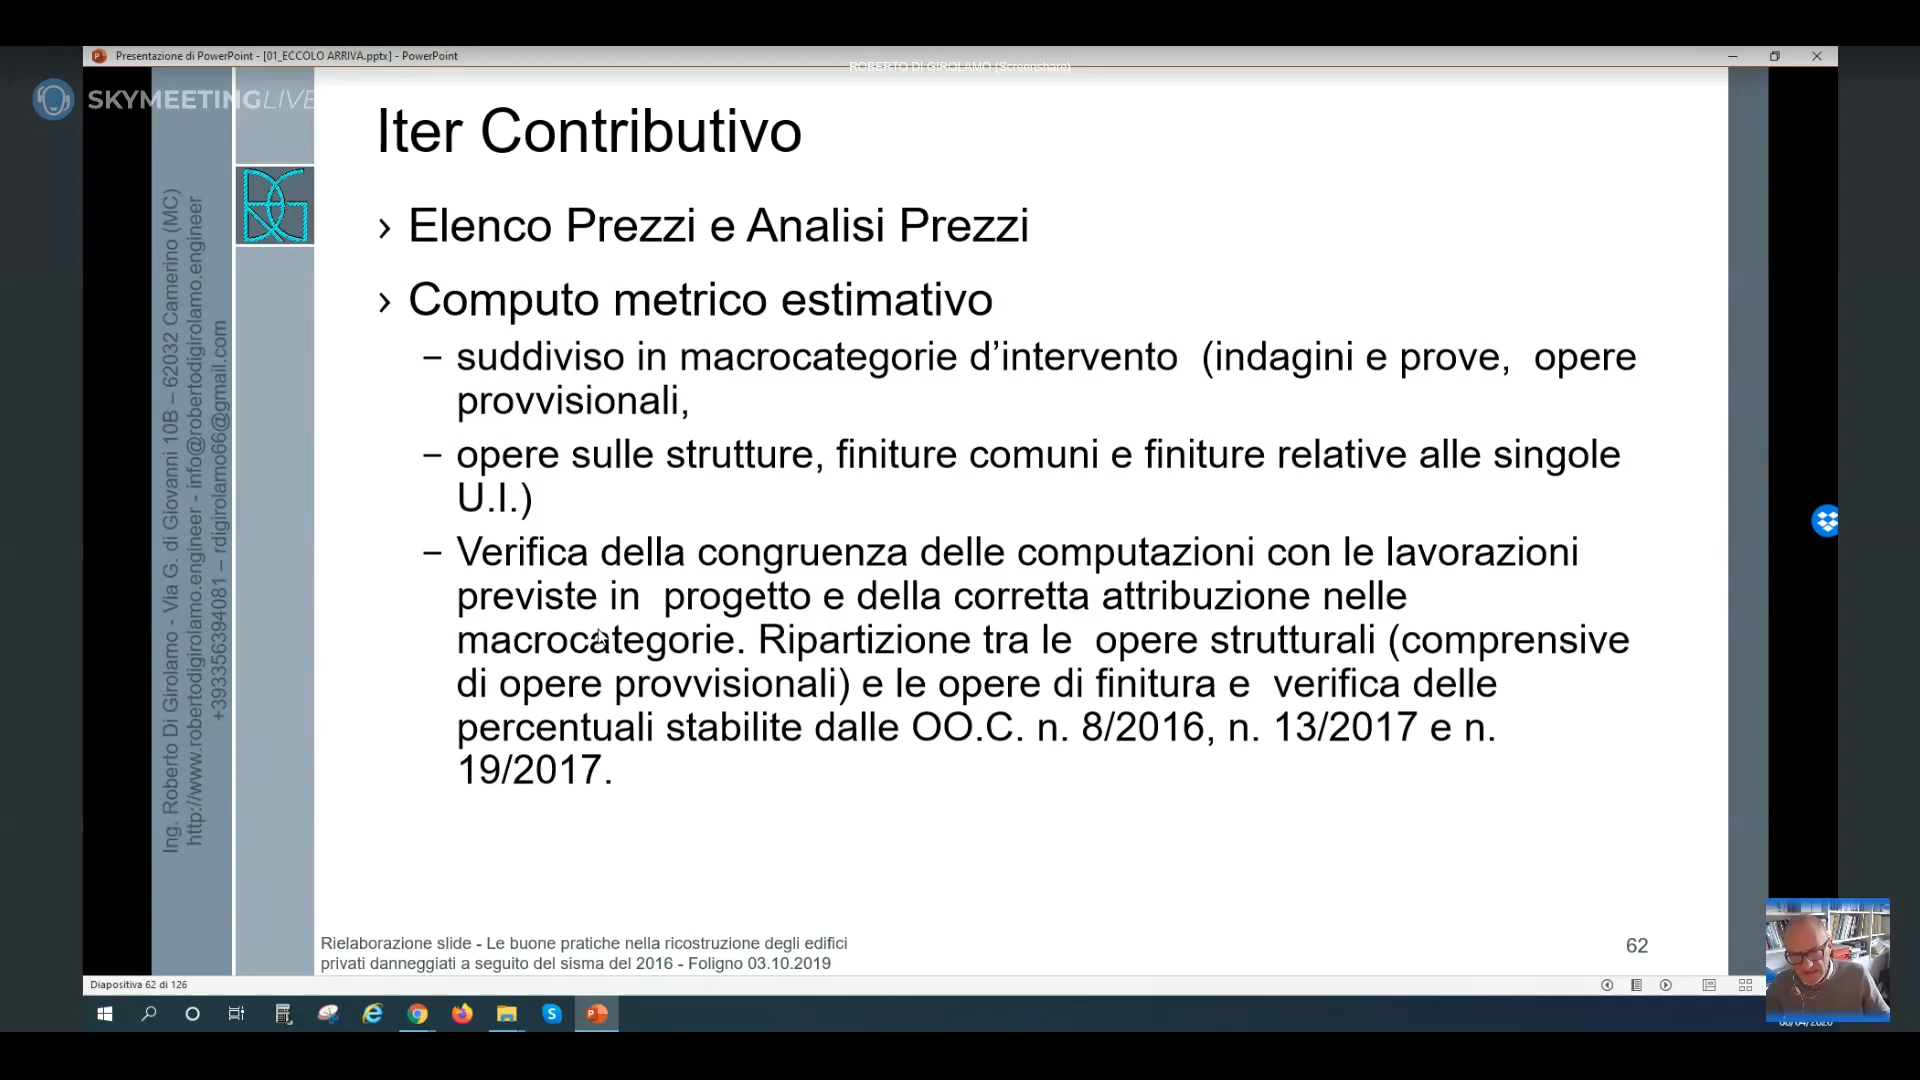 Presentazione di PowerPoint - [01_ECCOLO ARRIVA.pptx] - PowerPoint
ROBERTO DI GIROLAMO (Screenshare)
SKYMEETINGLIVE
Iter Contributivo
› Elenco Prezzi e Analisi Prezzi
› Computo metrico estimativo
– suddiviso in macrocategorie d’intervento (indagini e prove, opere
provvisionali,
– opere sulle strutture, finiture comuni e finiture relative alle singole
U.I.)
– Verifica della congruenza delle computazioni con le lavorazioni
previste in progetto e della corretta attribuzione nelle
macrocategorie. Ripartizione tra le opere strutturali (comprensive
di opere provvisionali) e le opere di finitura e verifica delle
percentuali stabilite dalle OO.C. n. 8/2016, n. 13/2017 e n.
19/2017.
Ing. Roberto Di Girolamo - Via G. di Giovanni 10B – 62032 Camerino (MC)
http://www.robertodigirolamo.engineer - info@robertodigirolamo.engineer
+393356394081 – rdigirolamo66@gmail.com
Rielaborazione slide - Le buone pratiche nella ricostruzione degli edifici
privati danneggiati a seguito del sisma del 2016 - Foligno 03.10.2019
62
Diapositiva 62 di 126